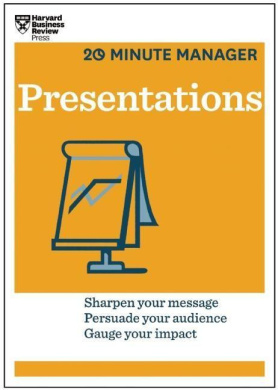 Harvard
Business
Review
Press
20 MINUTE MANAGER
Presentations
Sharpen your message
Persuade your audience
Gauge your impact